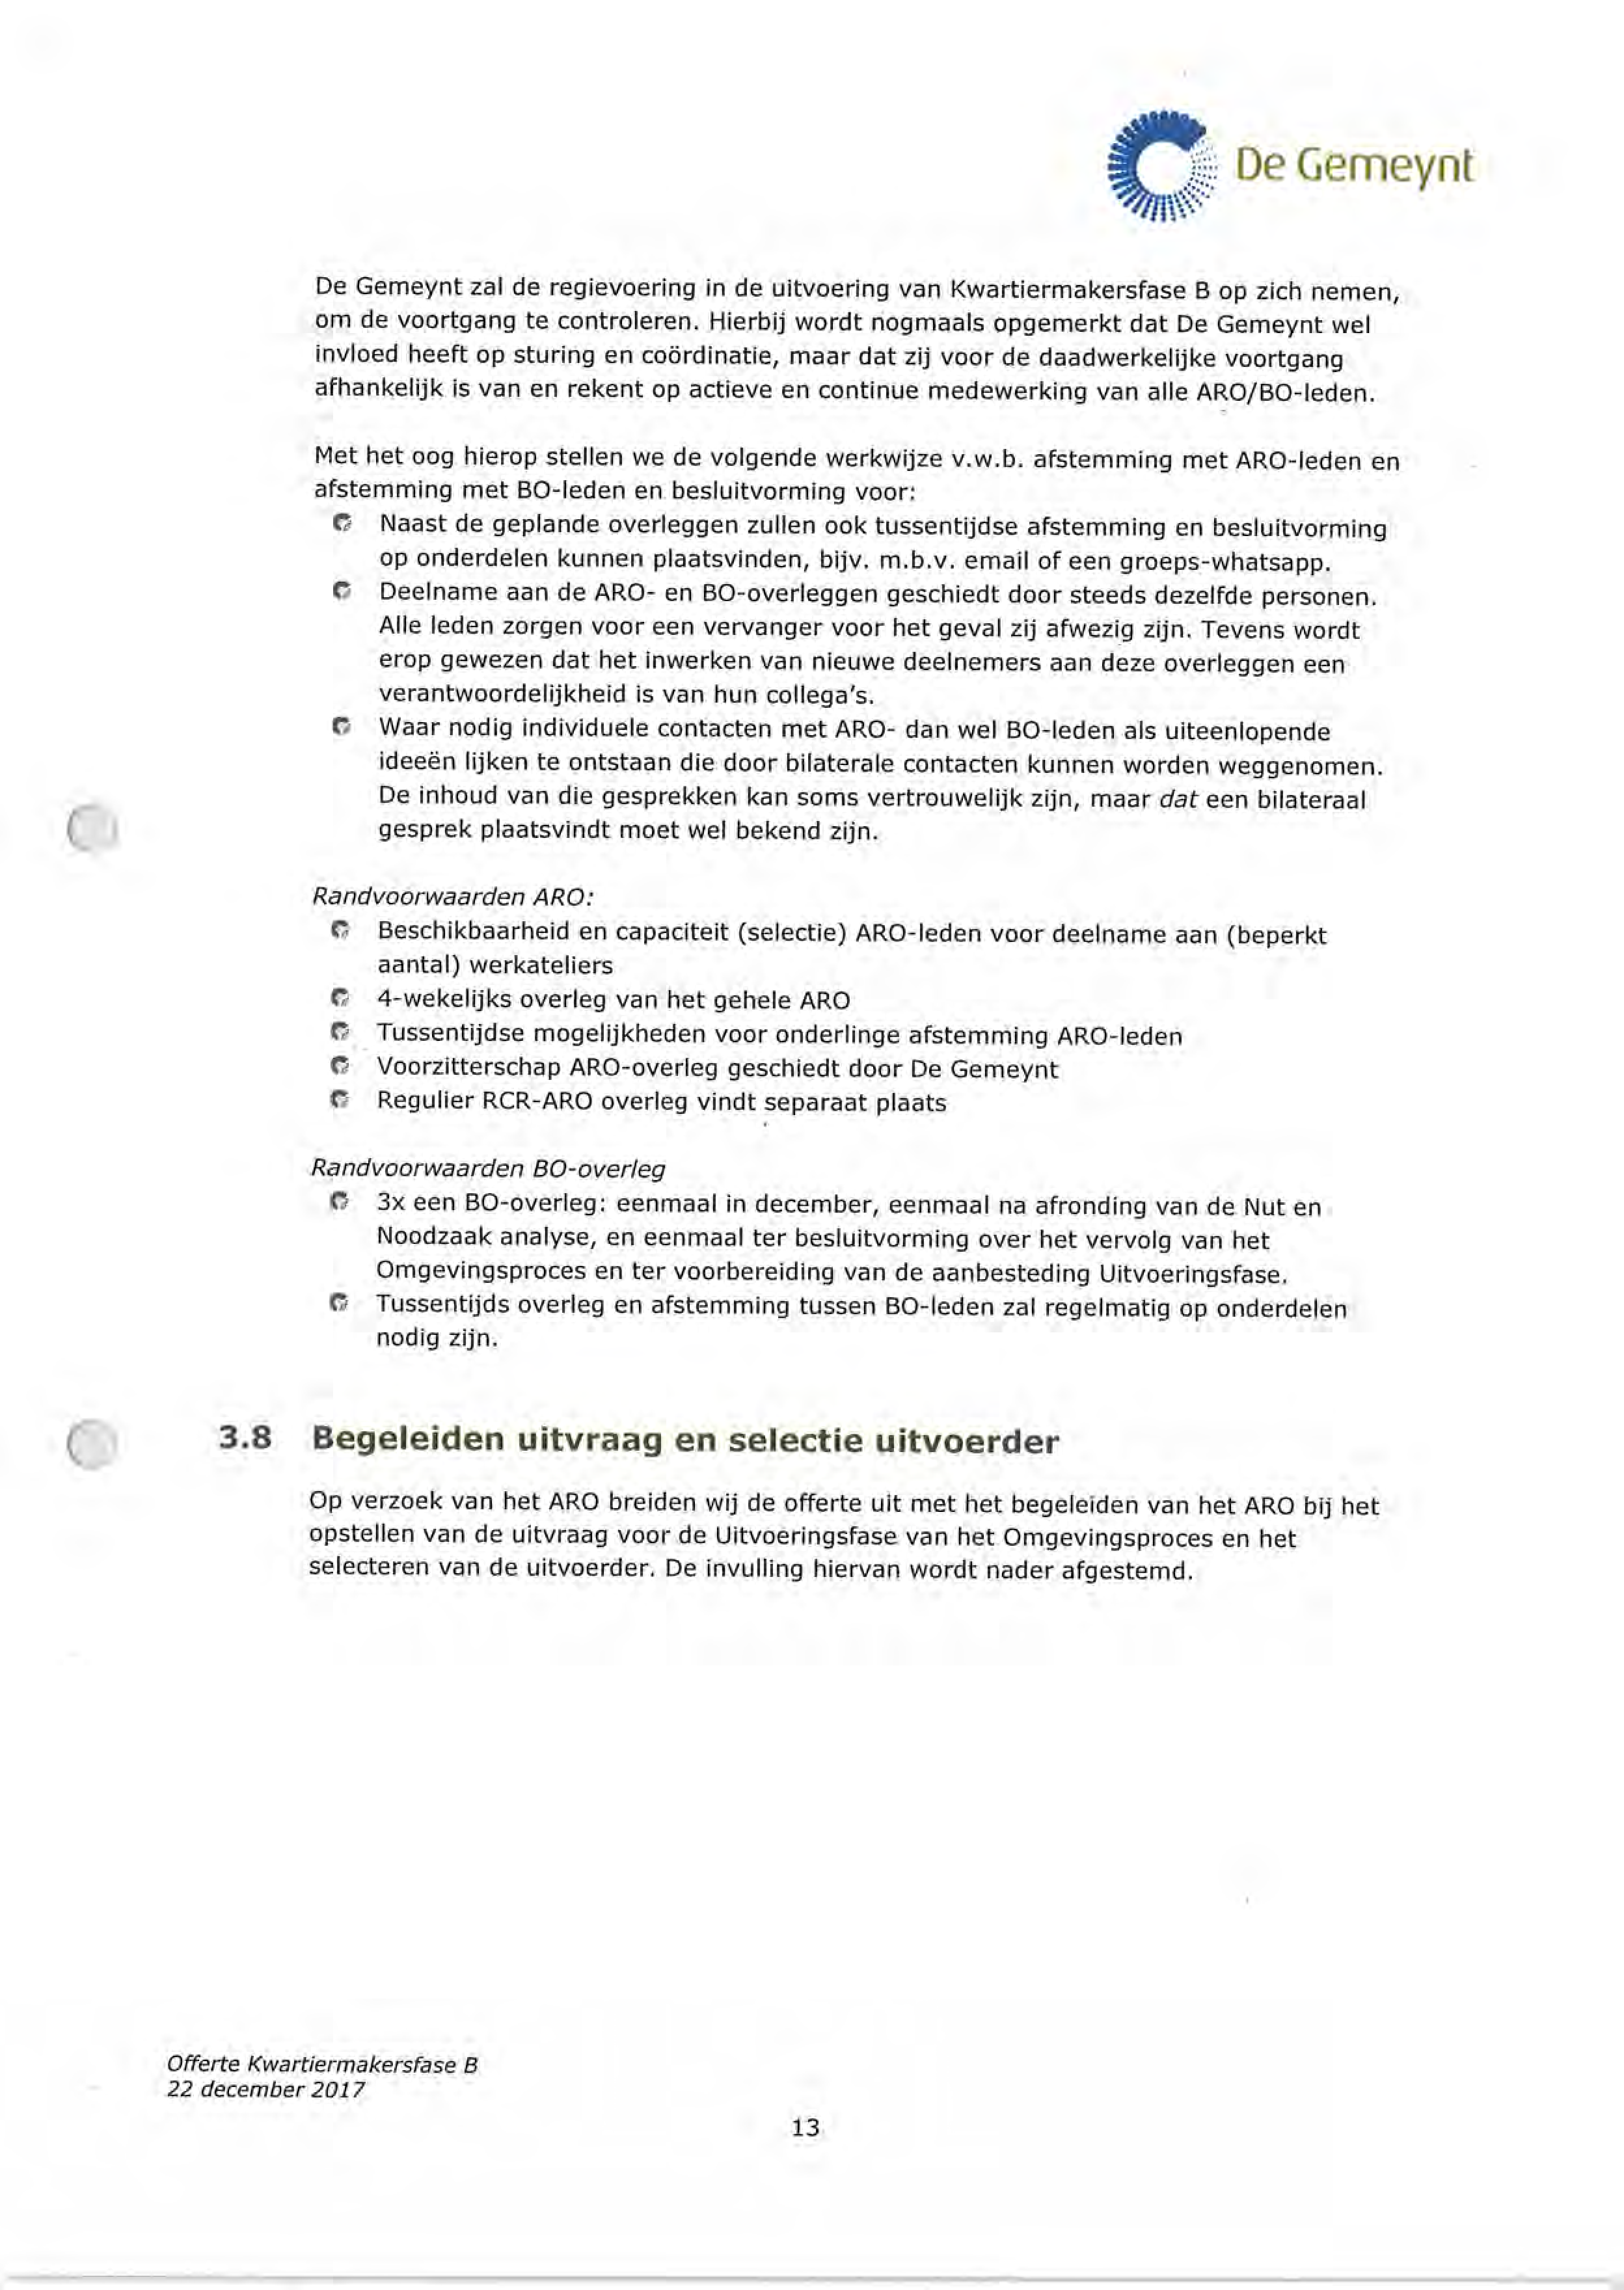 De Gemeynt
De Gemeynt zal de regievoering in de uitvoering van Kwartiermakersfase B op zich nemen,
om de voortgang te controleren. Hierbij wordt nogmaals opgemerkt dat De Gemeynt wel
invloed heeft op sturing en coördinatie, maar dat zij voor de daadwerkelijke voortgang
afhankelijk is van en rekent op actieve en continue medewerking van alle ARO/BO-leden.
Met het oog hierop stellen we de volgende werkwijze v.w.b. afstemming met ARO-leden en
afstemming met BO-leden en besluitvorming voor:
Naast de geplande overleggen zullen ook tussentijdse afstemming en besluitvorming
op onderdelen kunnen plaatsvinden, bijv. m.b.v. email of een groeps-whatsapp.
Deelname aan de ARO- en BO-overleggen geschiedt door steeds dezelfde personen.
Alle leden zorgen voor een vervanger voor het geval zij afwezig zijn. Tevens wordt
erop gewezen dat het inwerken van nieuwe deelnemers aan deze overleggen een
verantwoordelijkheid is van hun collega's.
Waar nodig individuele contacten met ARO- dan wel BO-leden als uiteenlopende
ideeën lijken te ontstaan die door bilaterale contacten kunnen worden weggenomen.
De inhoud van die gesprekken kan soms vertrouwelijk zijn, maar dat een bilateraal
gesprek plaatsvindt moet wel bekend zijn.
Randvoorwaarden ARO:
Beschikbaarheid en capaciteit (selectie) ARO-leden voor deelname aan (beperkt
aantal) werkateliers
4-wekelijks overleg van het gehele ARO
Tussentijdse mogelijkheden voor onderlinge afstemming ARO-leden
Voorzitterschap ARO-overleg geschiedt door De Gemeynt
Regulier RCR-ARO overleg vindt separaat plaats
Randvoorwaarden BO-overleg
3x een BO-overleg: eenmaal in december, eenmaal na afronding van de Nut en
Noodzaak analyse, en eenmaal ter besluitvorming over het vervolg van het
Omgevingsproces en ter voorbereiding van de aanbesteding Uitvoeringsfase.
Tussentijds overleg en afstemming tussen BO-leden zal regelmatig op onderdelen
nodig zijn.
3.8 Begeleiden uitvraag en selectie uitvoerder
Op verzoek van het ARO breiden wij de offerte uit met het begeleiden van het ARO bij het
opstellen van de uitvraag voor de Uitvoeringsfase van het Omgevingsproces en het
selecteren van de uitvoerder. De invulling hiervan wordt nader afgestemd.
Offerte Kwartiermakersfase B
22 december 2017
13